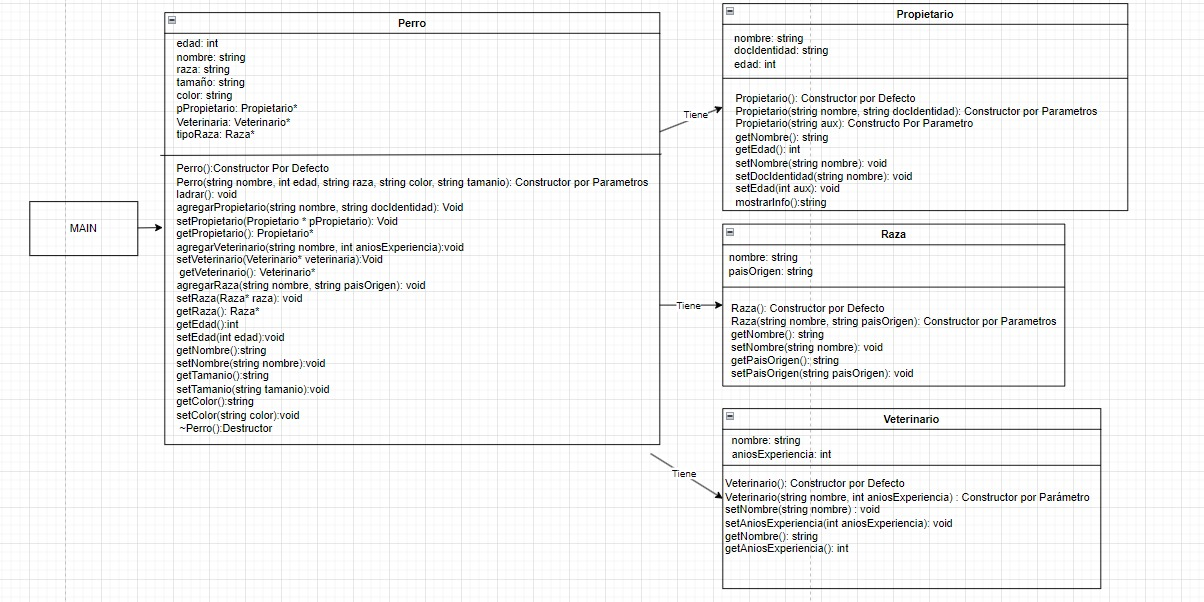 MAIN
Perro
edad: int
nombre: string
raza: string
tamaño: string
color: string
pPropietario: Propietario*
Veterinaria: Veterinario*
tipoRaza: Raza*
Perro():Constructor Por Defecto
Perro(string nombre, int edad, string raza, string color, string tamanio): Constructor por Parametros
ladrar(): void
agregarPropietario(string nombre, string docIdentidad): Void
setPropietario(Propietario * pPropietario): Void
getPropietario(): Propietario*
agregarVeterinario(string nombre, int aniosExperiencia):void
setVeterinario(Veterinario* veterinaria):Void
getVeterinario(): Veterinario*
agregarRaza(string nombre, string paisOrigen): void
setRaza(Raza* raza): void
getRaza(): Raza*
getEdad():int
setEdad(int edad):void
getNombre():string
setNombre(string nombre):void
getTamanio():string
setTamanio(string tamanio):void
getColor():string
setColor(string color):void
~Perro():Destructor
Tiene
Propietario
nombre: string
docIdentidad: string
edad: int
Propietario(): Constructor por Defecto
Propietario(string nombre, string docIdentidad): Constructor por Parametros
Propietario(string aux): Constructo Por Parametro
getNombre(): string
getEdad(): int
setNombre(string nombre): void
setDocIdentidad(string nombre): void
setEdad(int aux): void
mostrarInfo():string
Tiene
Raza
nombre: string
paisOrigen: string
Raza(): Constructor por Defecto
Raza(string nombre, string paisOrigen): Constructor por Parametros
getNombre(): string
setNombre(string nombre): void
getPaisOrigen(): string
setPaisOrigen(string paisOrigen): void
Tiene
Veterinario
nombre: string
aniosExperiencia: int
Veterinario(): Constructor por Defecto
Veterinario(string nombre, int aniosExperiencia) : Constructor por Parámetro
setNombre(string nombre) : void
setAniosExperiencia(int aniosExperiencia): void
getNombre(): string
getAniosExperiencia(): int